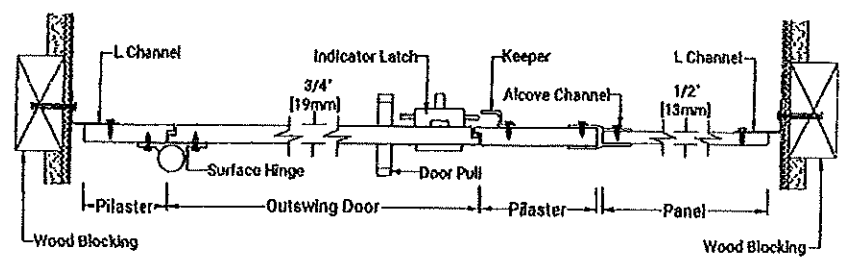 L Channel
Indicator Latch
Keeper
L Channel
3/4"
[19mm]
Alcove Channel
1/2"
[13mm]
Surface Hinge
Door Pull
Pilaster
Outswing Door
Pilaster
Panel
Wood Blocking
Wood Blocking